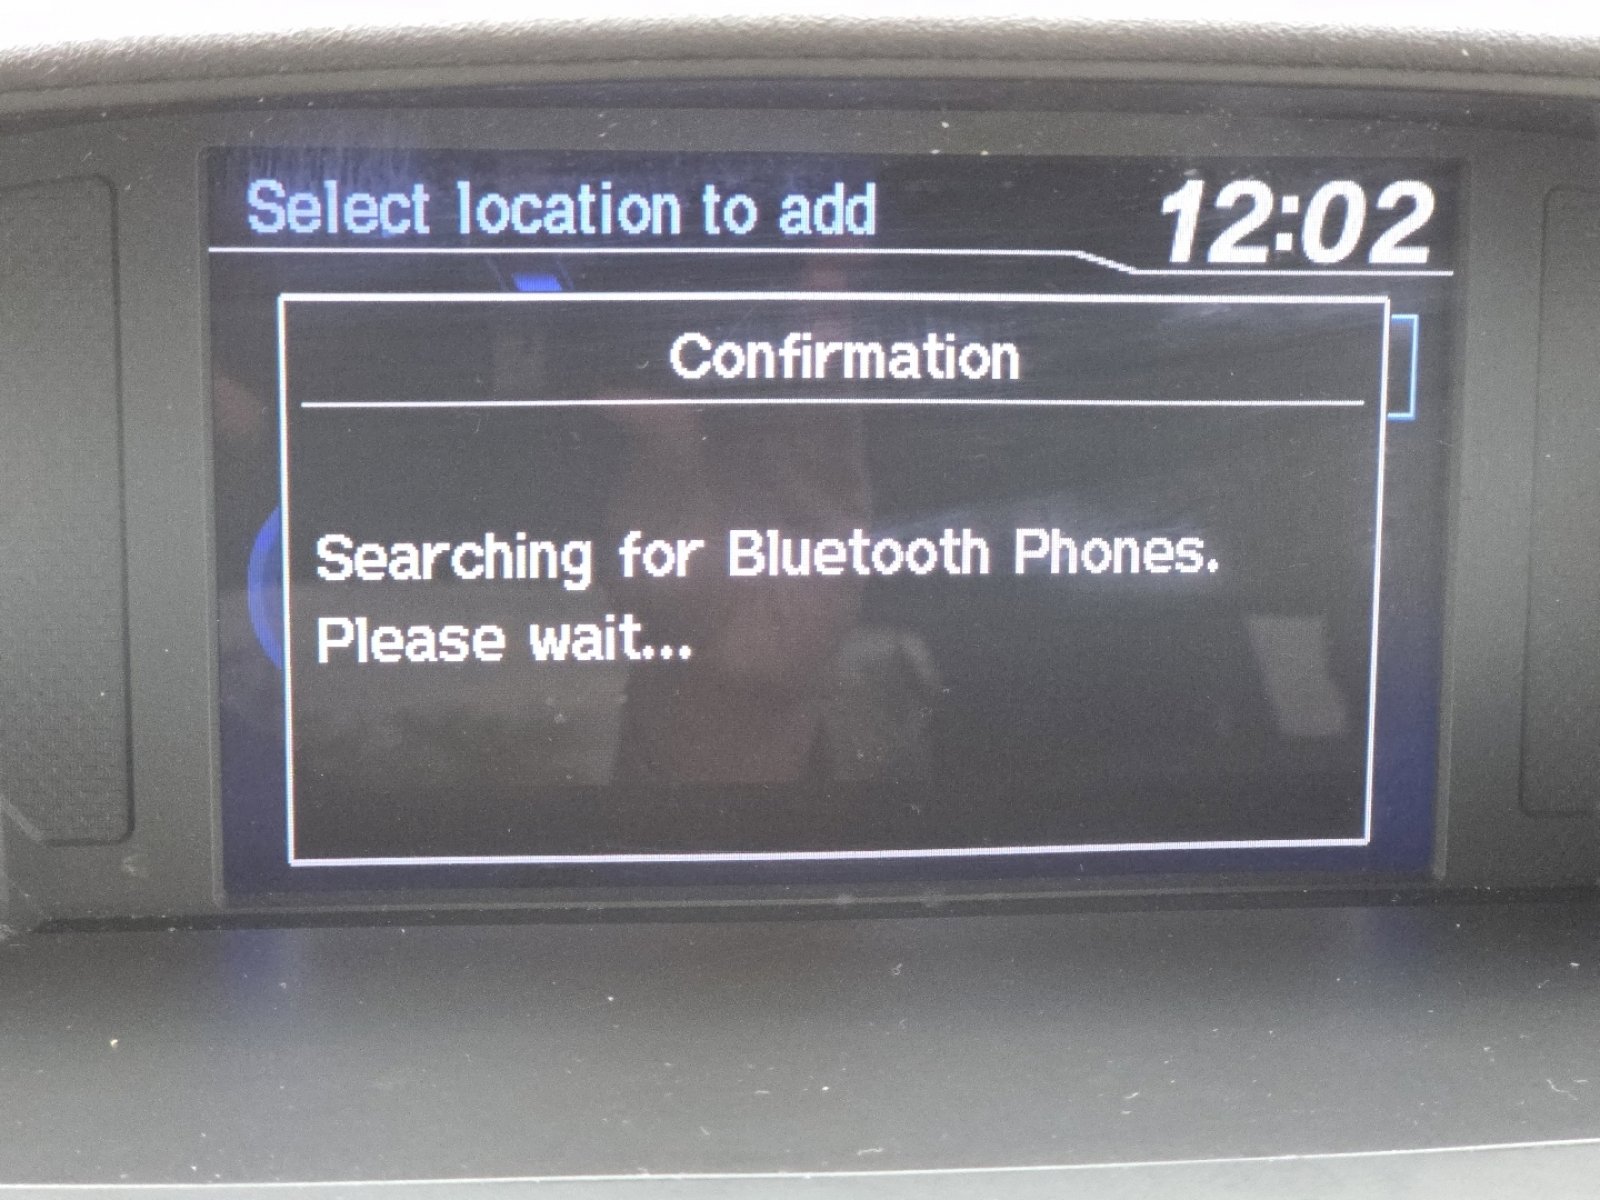 Select location to add
12:02
Confirmation
Searching for Bluetooth Phones.
Please wait...